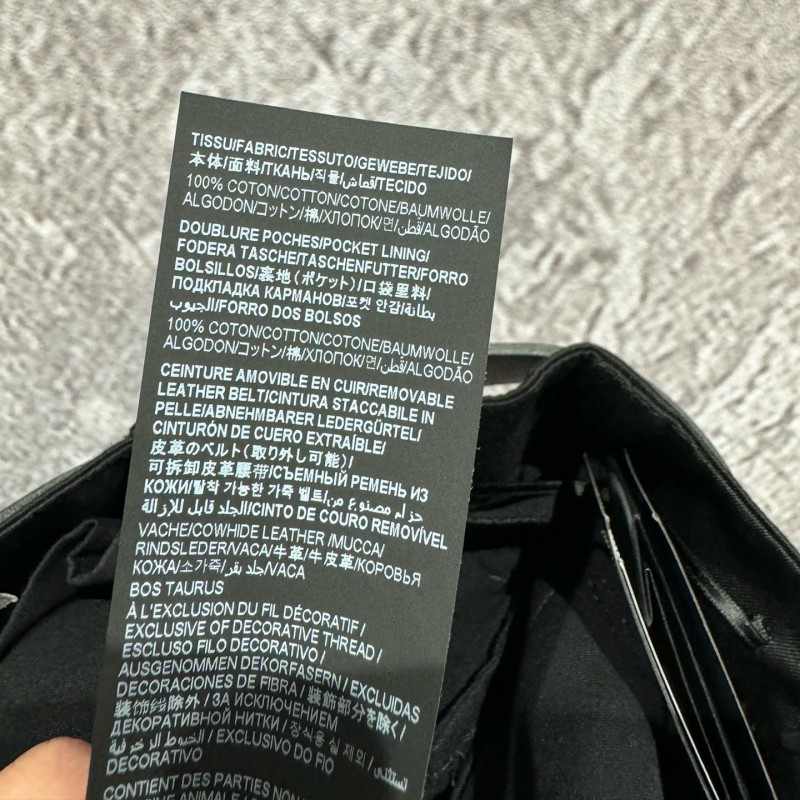 TISSU/FABRIC/TESSUTO/GEWEBE/TEJIDO/
本体/面料/ТКАНЬ/직물/قماش/TECIDO
100% COTON/COTTON/COTONE/BAUMWOLLE/
ALGODON/コットン/棉/ХЛОПОК/면/قطن/ALGODÃO
DOUBLURE POCHES/POCKET LINING/
FODERA TASCHE/TASCHENFUTTER/FORRO
BOLSILLOS/裏地(ポケット)/口袋里料/
ПОДКЛАДКА КАРМАНОВ/포켓 안감/بطانة
الجيوب/FORRO DOS BOLSOS
100% COTON/COTTON/COTONE/BAUMWOLLE/
ALGODON/コットン/棉/ХЛОПОК/면/قطن/ALGODÃO
CEINTURE AMOVIBLE EN CUIR/REMOVABLE
LEATHER BELT/CINTURA STACCABILE IN
PELLE/ABNEHMBARER LEDERGÜRTEL/
CINTURÓN DE CUERO EXTRAÍBLE/
皮革のベルト(取り外し可能)/
可拆卸皮革腰带/СЪЕМНЫЙ РЕМЕНЬ ИЗ
КОЖИ/탈착 가능한 가죽 벨트/حزام مصنوع من
الجلد قابل للإزالة/CINTO DE COURO REMOVÍVEL
VACHE/COWHIDE LEATHER /MUCCA/
RINDSLEDER/VACA/牛革/牛皮革/КОРОВЬЯ
КОЖА/소가죽/جلد بقر/VACA
BOS TAURUS
À L'EXCLUSION DU FIL DÉCORATIF /
EXCLUSIVE OF DECORATIVE THREAD /
ESCLUSO FILO DECORATIVO /
AUSGENOMMEN DEKORFASERN / EXCLUIDAS
DECORACIONES DE FIBRA / 装飾部分を除く /
装饰线除外 / ЗА ИСКЛЮЧЕНИЕМ
ДЕКОРАТИВНОЙ НИТКИ / 장식용 실 제외 / تستثنى
الخيوط الزخرفية / EXCLUSIVO DO FIO
DECORATIVO
CONTIENT DES PARTIES NON